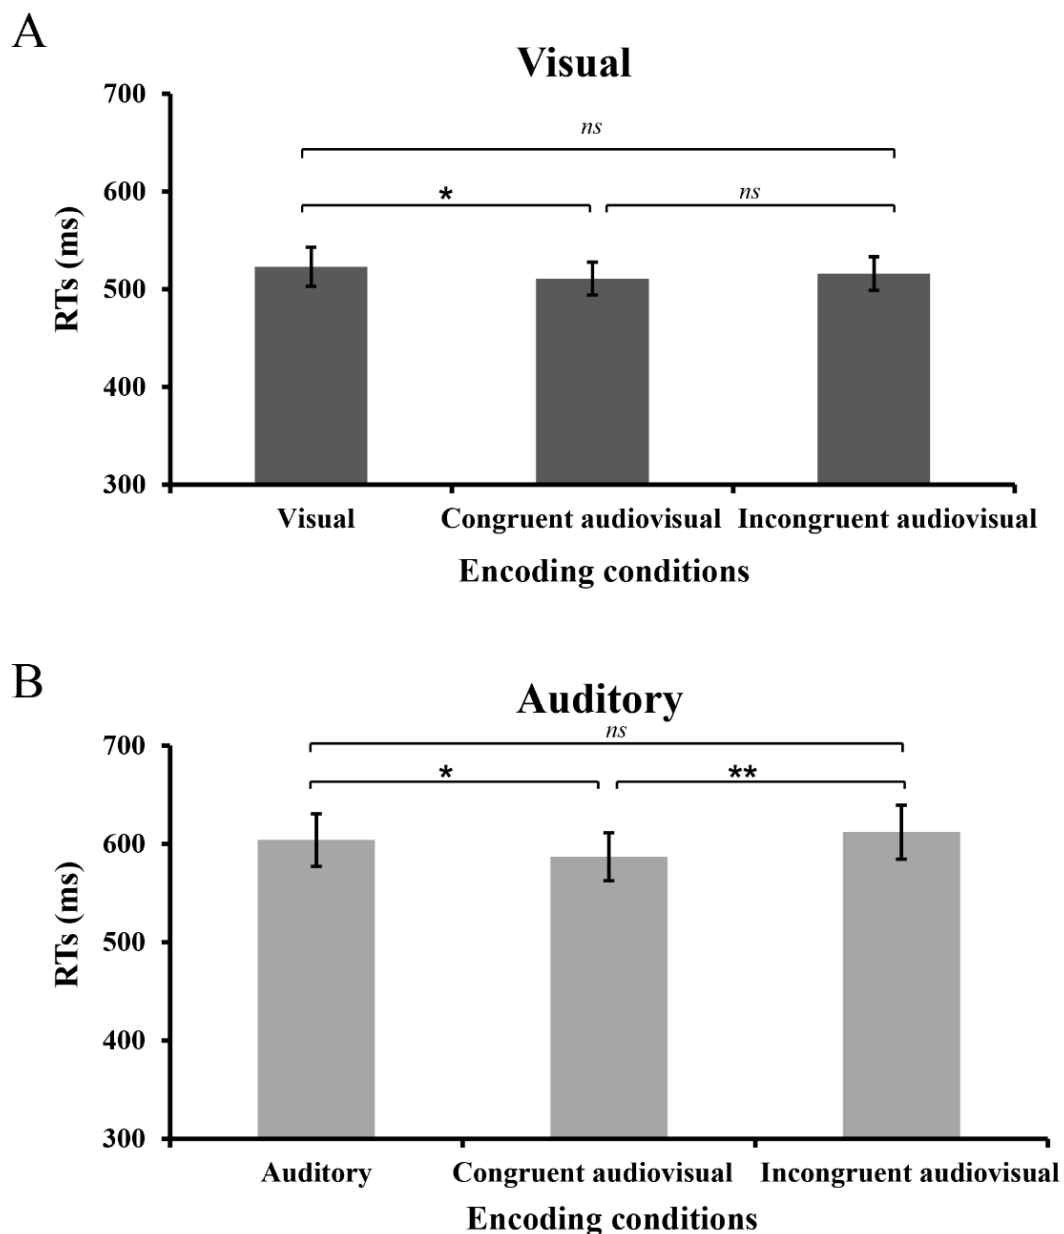 A
Visual
700
ns
600
*
ns
RTs (ms)
500
400
300
Visual
Congruent audiovisual
Incongruent audiovisual
Encoding conditions
B
Auditory
700
ns
*
**
600
RTs (ms)
500
400
300
Auditory
Congruent audiovisual
Incongruent audiovisual
Encoding conditions